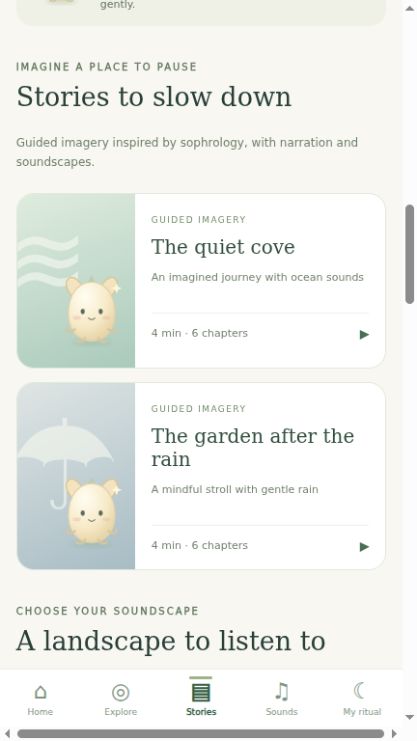 gently.
IMAGINE A PLACE TO PAUSE
Stories to slow down
Guided imagery inspired by sophrology, with narration and
soundscapes.
GUIDED IMAGERY
The quiet cove
An imagined journey with ocean sounds
4 min · 6 chapters
GUIDED IMAGERY
The garden after the
rain
A mindful stroll with gentle rain
4 min · 6 chapters
CHOOSE YOUR SOUNDSCAPE
A landscape to listen to
Home
Explore
Stories
Sounds
My ritual